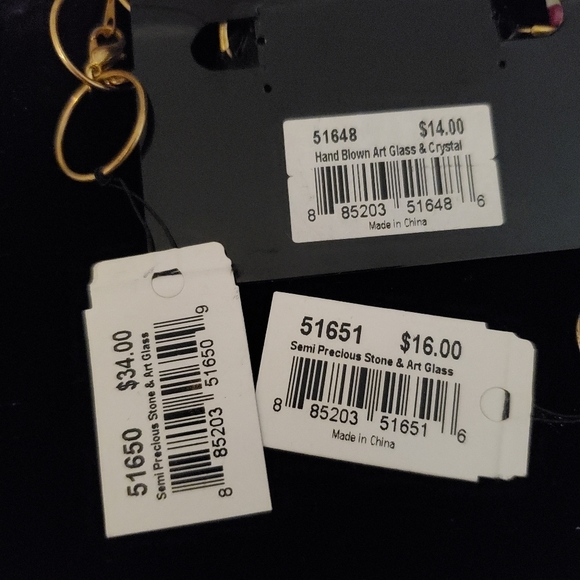 51648 $14.00
Hand Blown Art Glass & Crystal
8 85203 51648 6
Made in China
51650 $34.00
Semi Precious Stone & Art Glass
8 85203 51650 9
51651 $16.00
Semi Precious Stone & Art Glass
8 85203 51651 6
Made in China